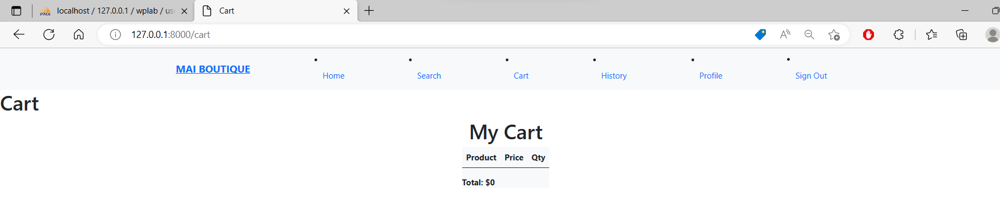 PMA localhost / 127.0.0.1 / wplab / us
Cart
127.0.0.1:8000/cart
MAI BOUTIQUE
Home
Search
Cart
History
Profile
Sign Out
Cart
My Cart
Product Price Qty
Total: $0